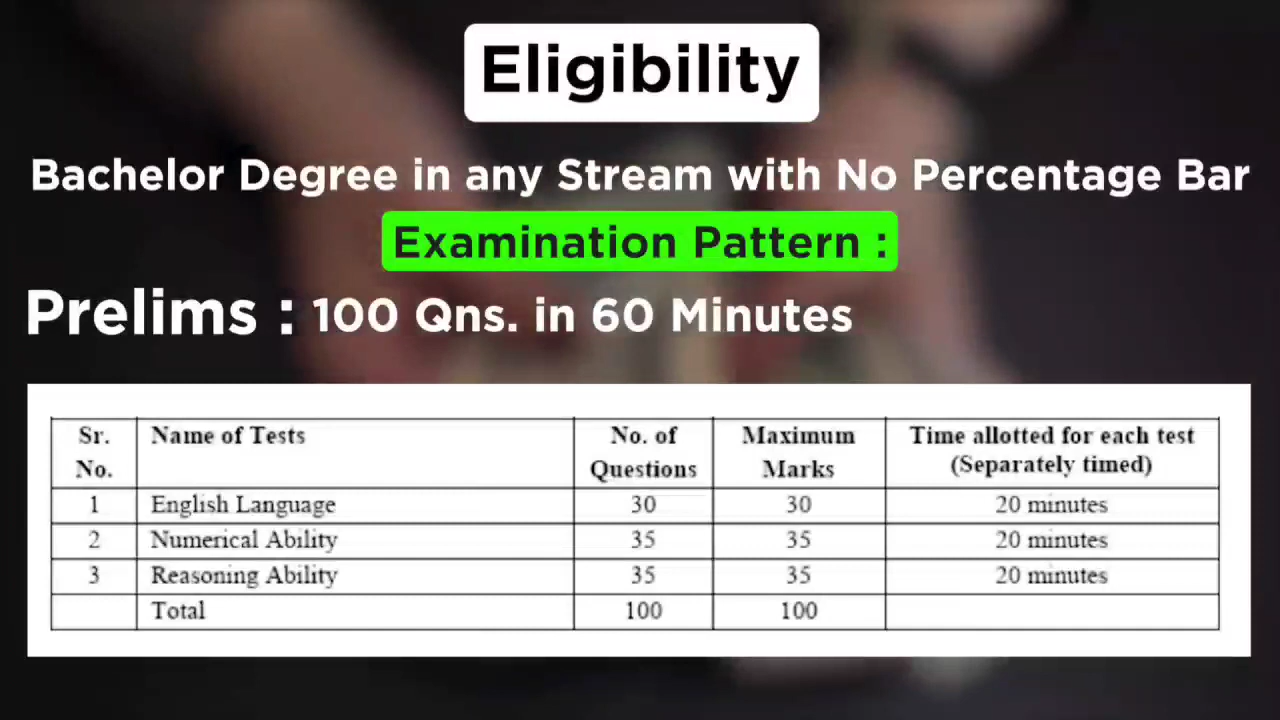 Eligibility
Bachelor Degree in any Stream with No Percentage Bar
Examination Pattern :
Prelims : 100 Qns. in 60 Minutes
Sr. No. Name of Tests No. of Questions Maximum Marks Time allotted for each test (Separately timed)
1 English Language 30 30 20 minutes
2 Numerical Ability 35 35 20 minutes
3 Reasoning Ability 35 35 20 minutes
Total 100 100